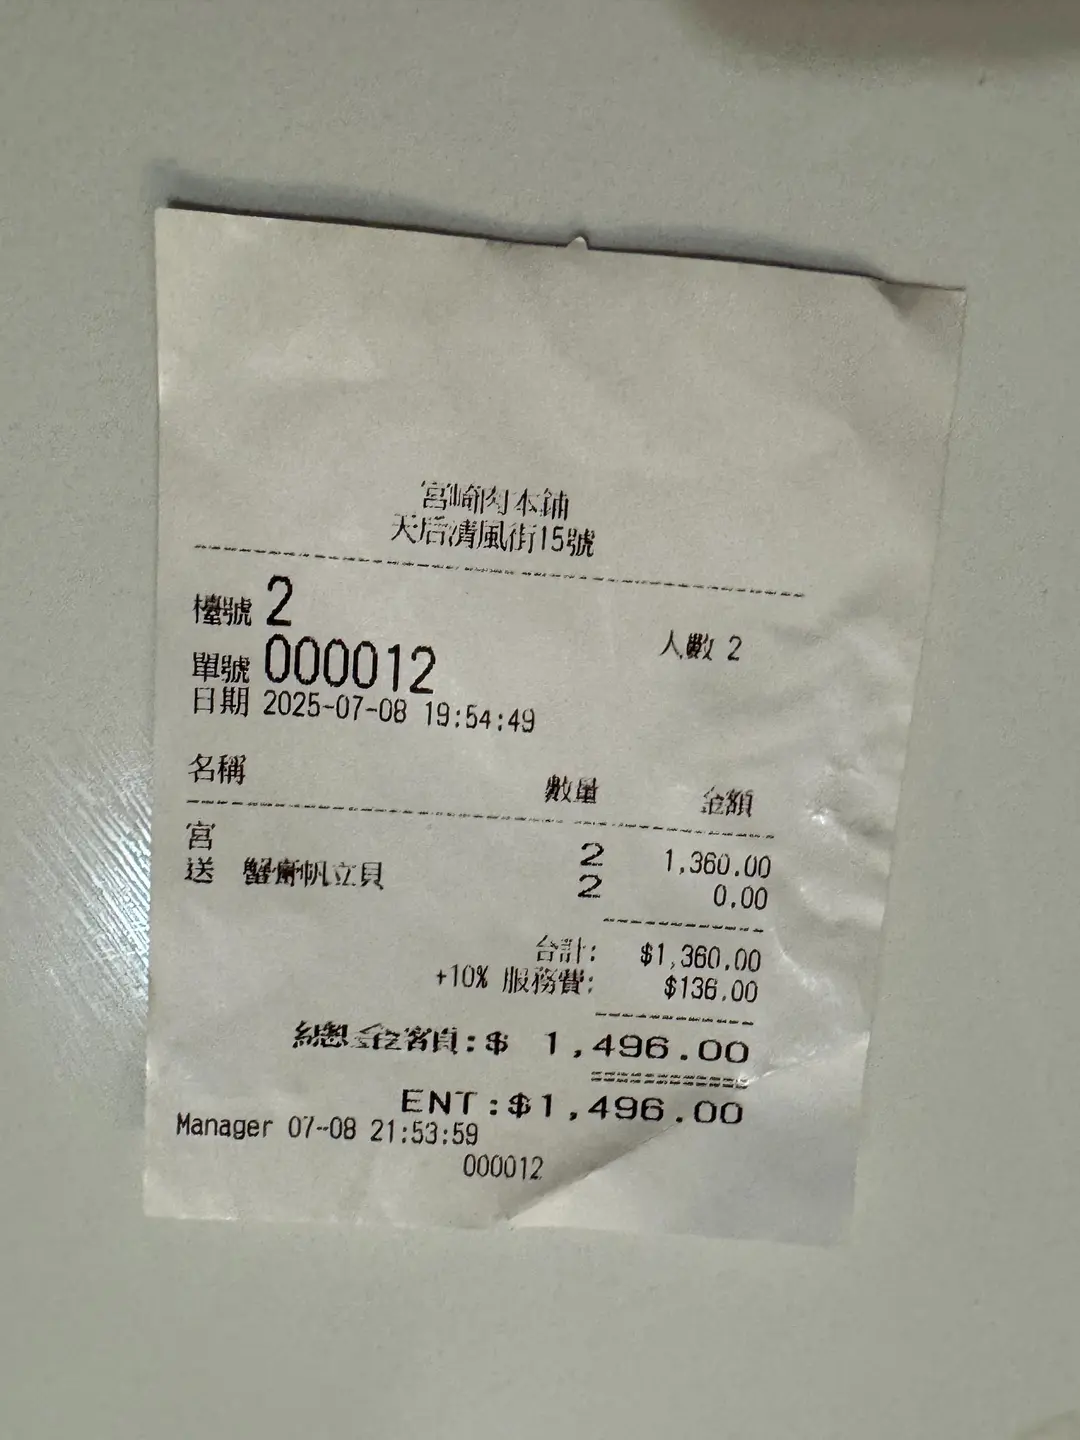 宮崎肉本舖
天后清風街15號
檯號 2 人數 2
單號 000012
日期 2025-07-08 19:54:49
名稱 數量 金額
宮 2 1,360.00
送 蟹膏帆立貝 2 0.00
合計: $1,360.00
+10% 服務費: $136.00
總金額:$ 1,496.00
ENT:$1,496.00
Manager 07-08 21:53:59
000012